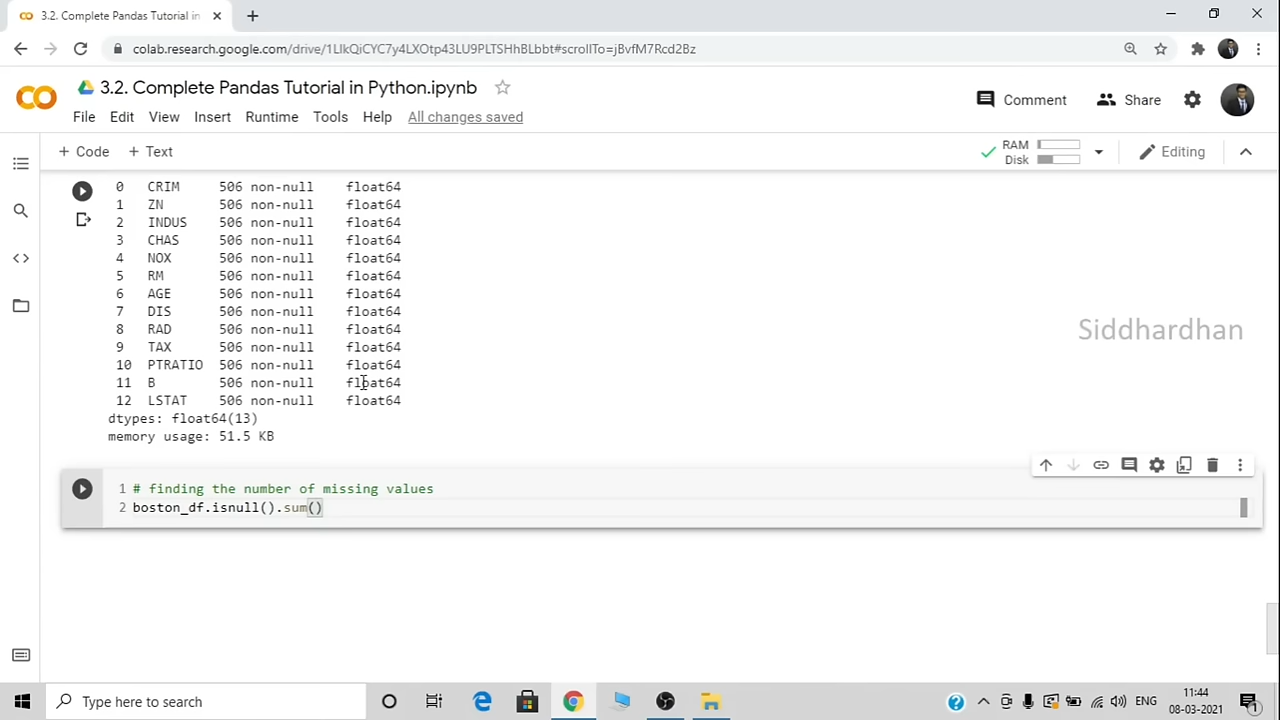 3.2. Complete Pandas Tutorial in
colab.research.google.com/drive/1LIkQiCYC7y4LXOtp43LU9PLTSHhBLbbt#scrollTo=jBvfM7Rcd2Bz
CO
3.2. Complete Pandas Tutorial in Python.ipynb
Comment
Share
File Edit View Insert Runtime Tools Help All changes saved
+ Code + Text
RAM
Disk
Editing
0 CRIM 506 non-null float64
1 ZN 506 non-null float64
2 INDUS 506 non-null float64
3 CHAS 506 non-null float64
4 NOX 506 non-null float64
5 RM 506 non-null float64
6 AGE 506 non-null float64
7 DIS 506 non-null float64
8 RAD 506 non-null float64
9 TAX 506 non-null float64
10 PTRATIO 506 non-null float64
11 B 506 non-null float64
12 LSTAT 506 non-null float64
dtypes: float64(13)
memory usage: 51.5 KB
Siddhardhan
1 # finding the number of missing values
2 boston_df.isnull().sum()
Type here to search
ENG
11:44
08-03-2021
1